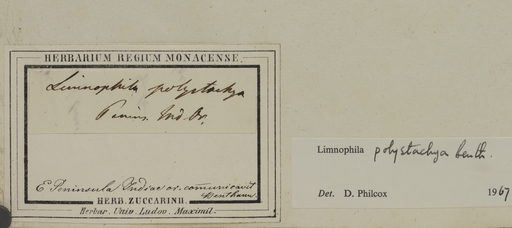 HERBARIUM REGIUM MONACENSE.
Limnophila polystachya
Penins. Ind. Or.
E Peninsula Indiae or. comunicavit
Bentham.
HERB. ZUCCARINII.
Herbar. Univ. Ludov. Maximil.
Limnophila polystachya Benth.
Det. D. Philcox 1967